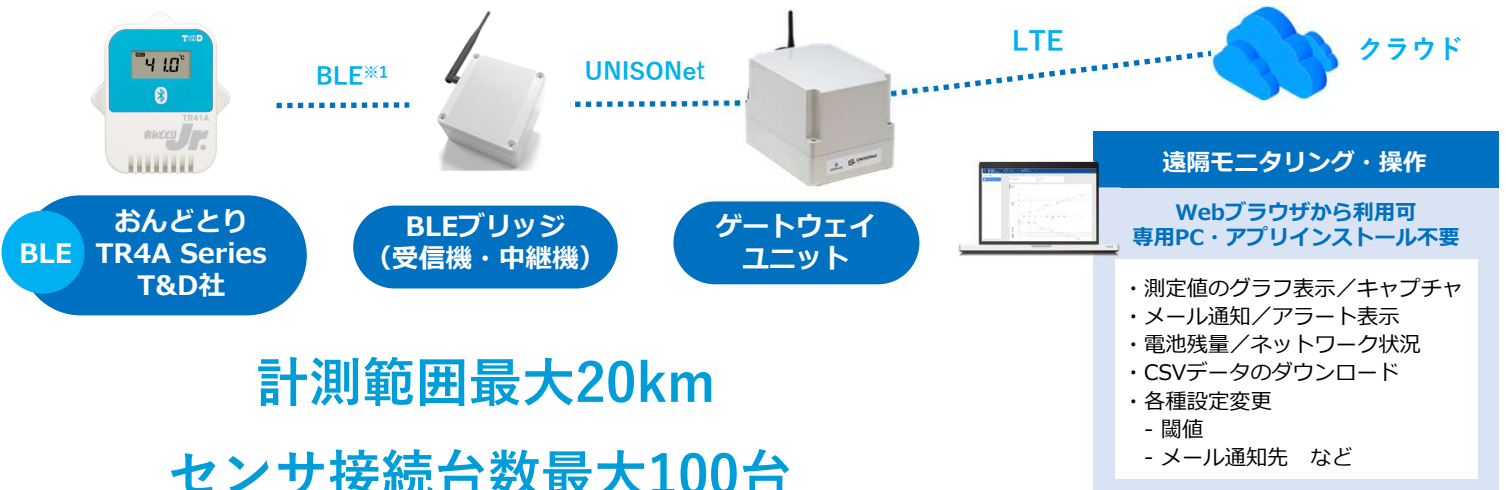 T&D
41.0℃
TR41A
おんどとり
Jr.
BLE※1
UNISONet
LTE
クラウド
UNISONet
BLE
おんどとり
TR4A Series
T&D社
BLEブリッジ
（受信機・中継機）
ゲートウェイ
ユニット
遠隔モニタリング・操作
Webブラウザから利用可
専用PC・アプリインストール不要
・測定値のグラフ表示／キャプチャ
・メール通知／アラート表示
・電池残量／ネットワーク状況
・CSVデータのダウンロード
・各種設定変更
- 閾値
- メール通知先　など
計測範囲最大20km
センサ接続台数最大100台